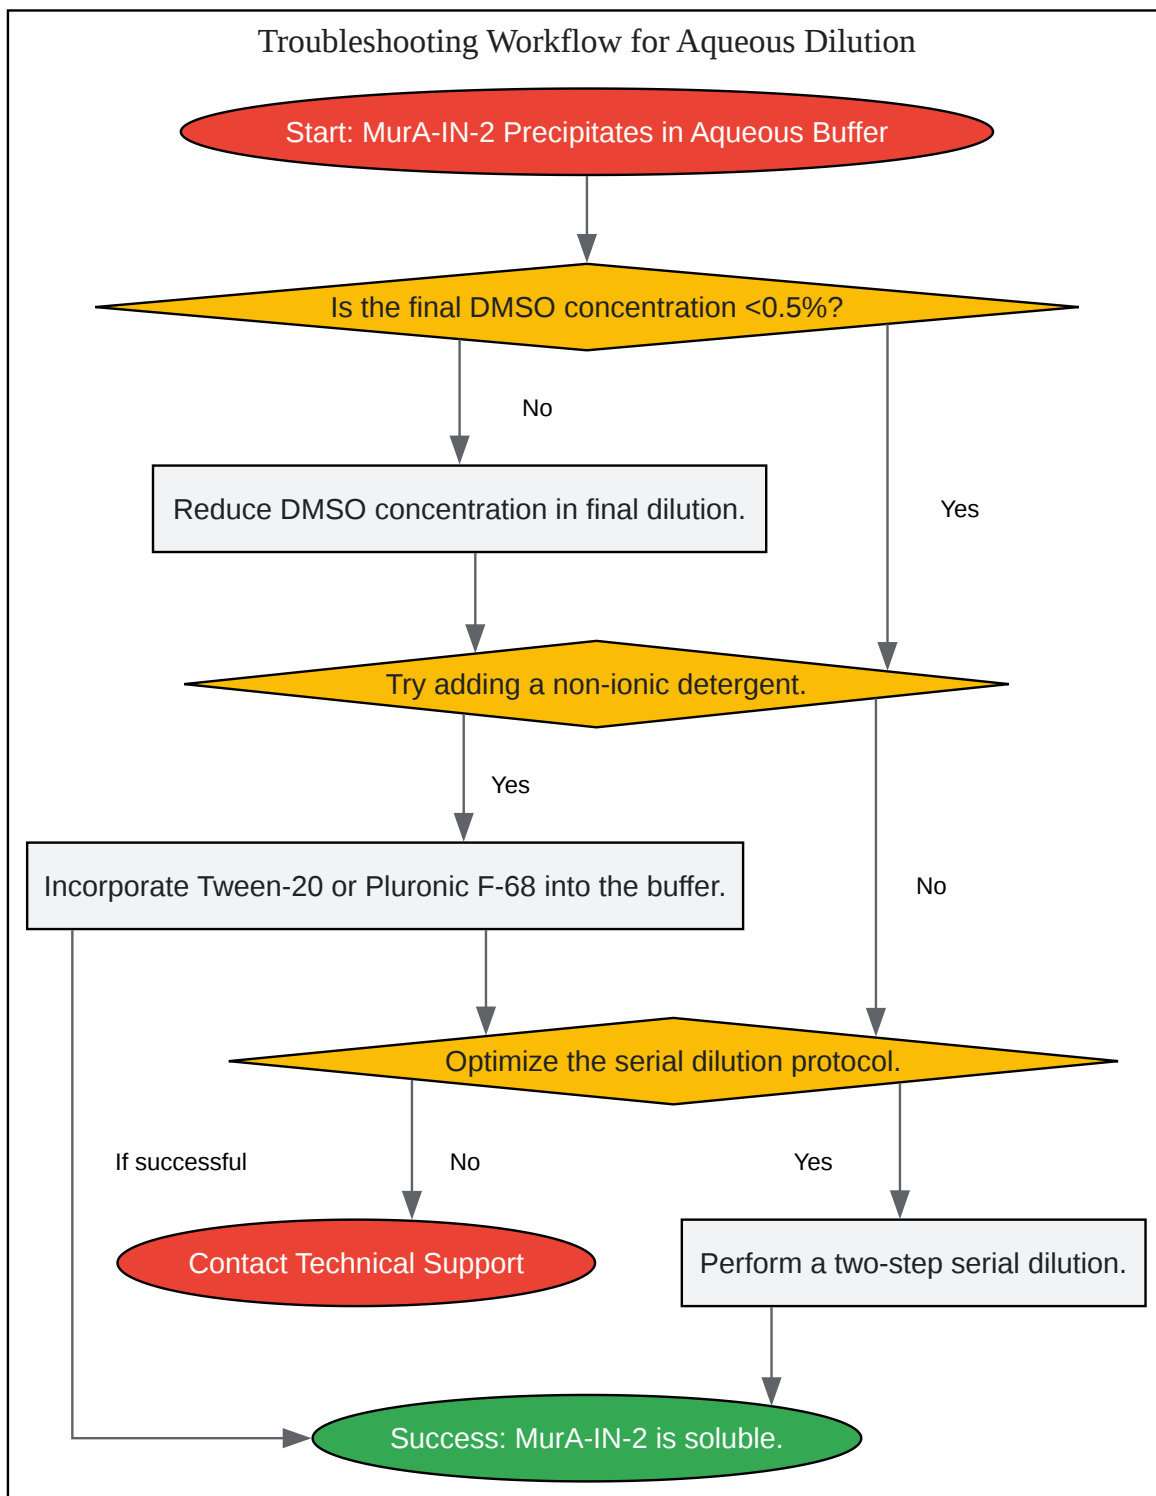 Troubleshooting Workflow for Aqueous Dilution
Start: MurA-IN-2 Precipitates in Aqueous Buffer
Is the final DMSO concentration <0.5%?
No
Reduce DMSO concentration in final dilution.
Yes
Try adding a non-ionic detergent.
Yes
Incorporate Tween-20 or Pluronic F-68 into the buffer.
No
Optimize the serial dilution protocol.
If successful
No
Yes
Contact Technical Support
Perform a two-step serial dilution.
Success: MurA-IN-2 is soluble.